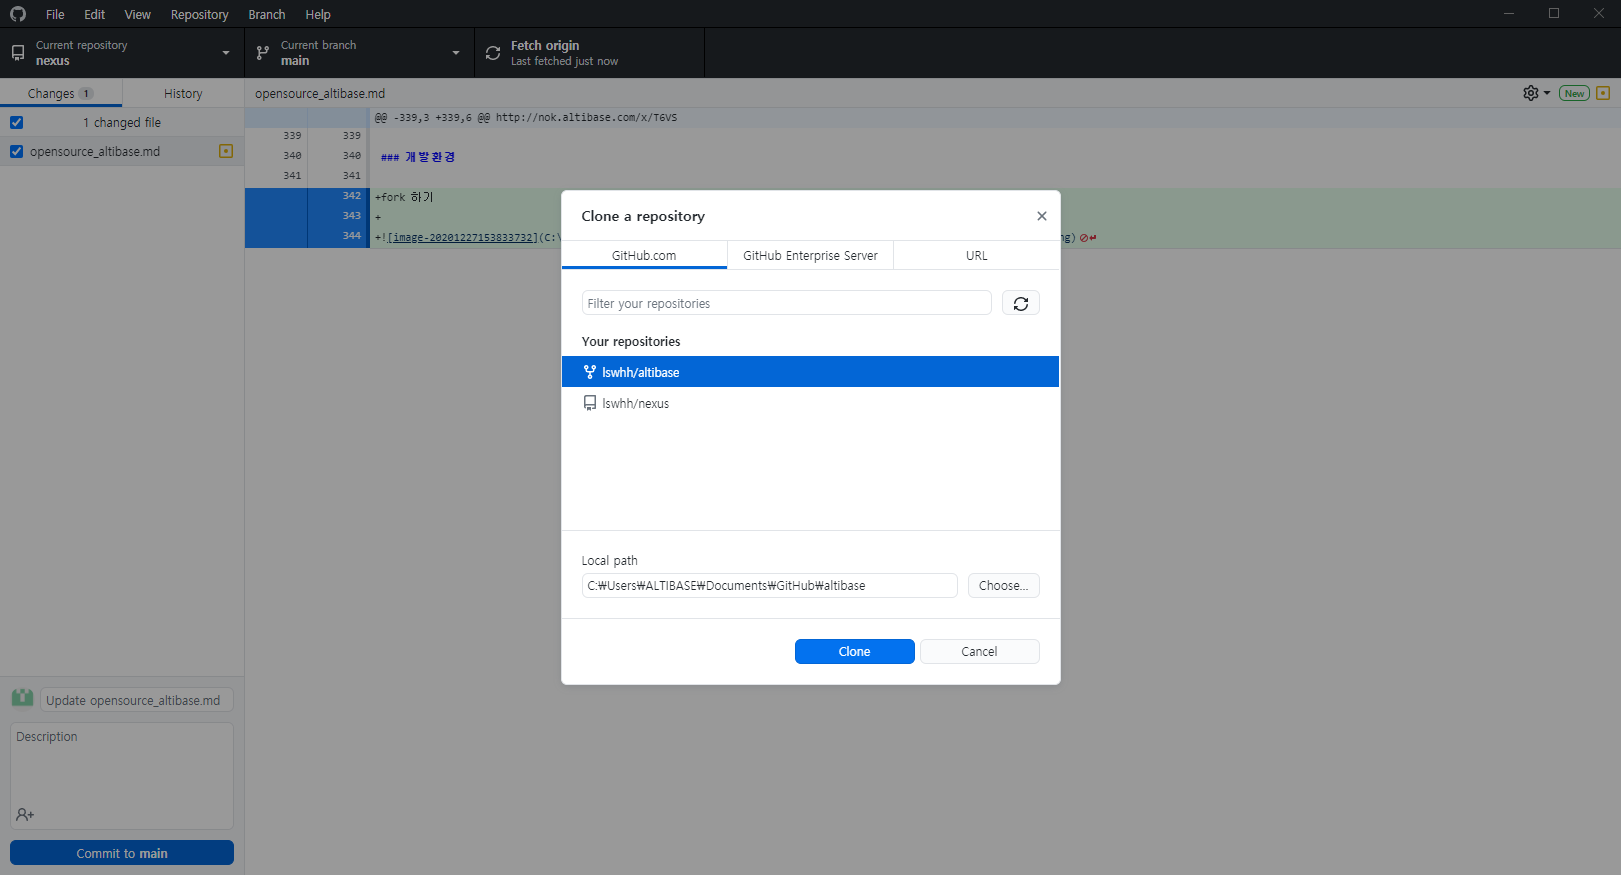 File Edit View Repository Branch Help
Current repository
nexus
Current branch
main
Fetch origin
Last fetched just now
Changes 1
History
1 changed file
opensource_altibase.md
opensource_altibase.md
New
@@ -339,3 +339,6 @@ http://nok.altibase.com/x/T6VS
339 339
340 340 ### 개발환경
341 341
342 +fork 하기
343 +
344 +![image-20201227153833732](C:\
ng)
Clone a repository
GitHub.com
GitHub Enterprise Server
URL
Filter your repositories
Your repositories
lswhh/altibase
lswhh/nexus
Local path
C:₩Users₩ALTIBASE₩Documents₩GitHub₩altibase
Choose...
Clone
Cancel
Update opensource_altibase.md
Description
Commit to main